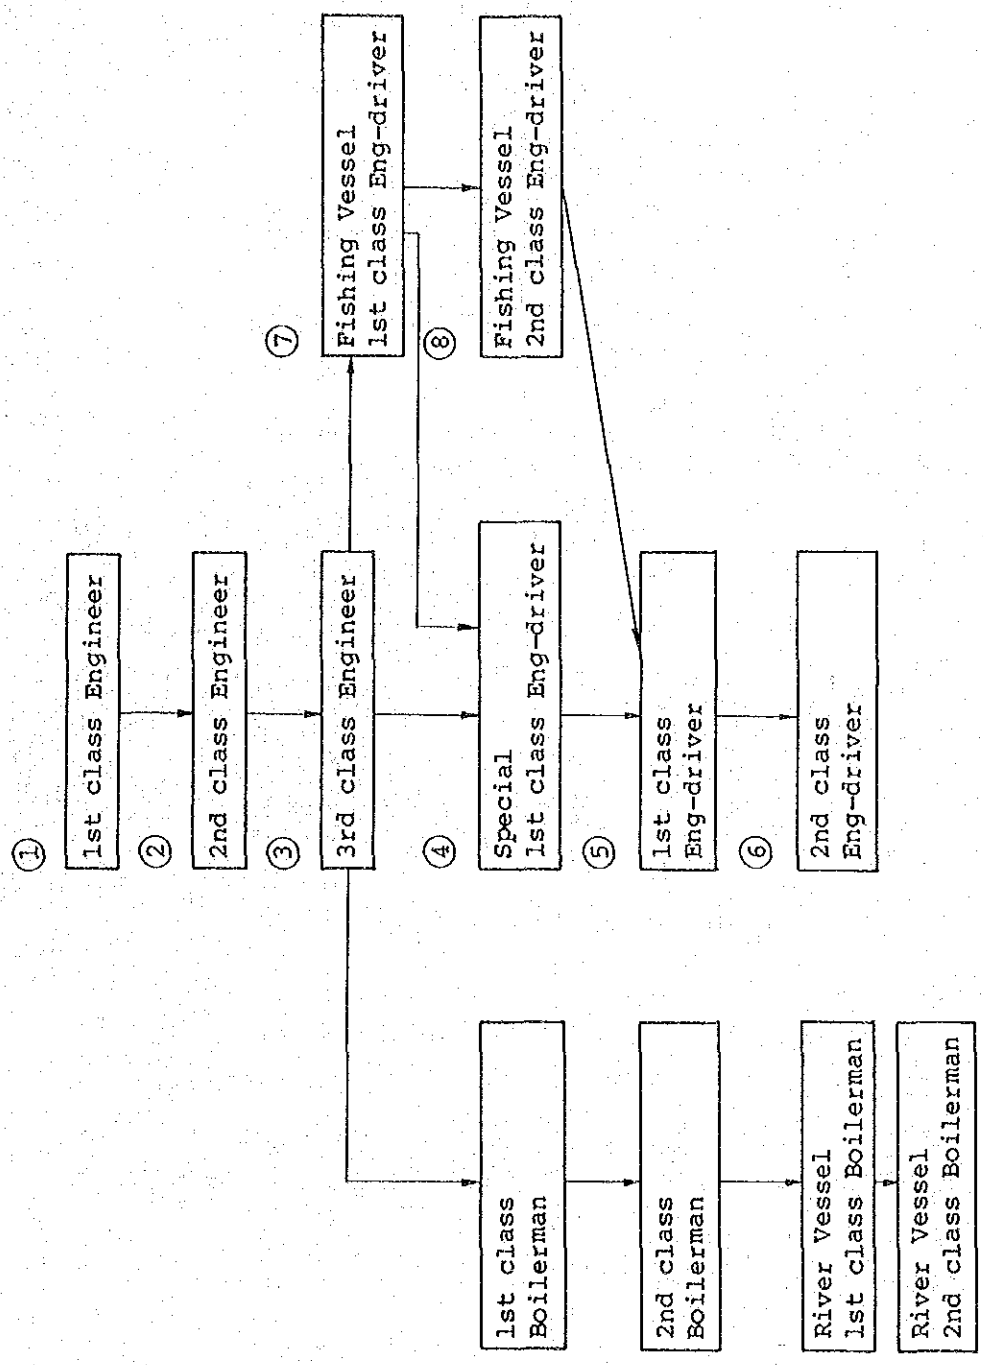 ①
1st class Engineer
②
2nd class Engineer
③
3rd class Engineer
⑦
Fishing Vessel
1st class Eng-driver
④
Special
1st class Eng-driver
⑧
Fishing Vessel
2nd class Eng-driver
1st class
Boilerman
⑤
1st class
Eng-driver
2nd class
Boilerman
⑥
2nd class
Eng-driver
River Vessel
1st class Boilerman
River Vessel
2nd class Boilerman